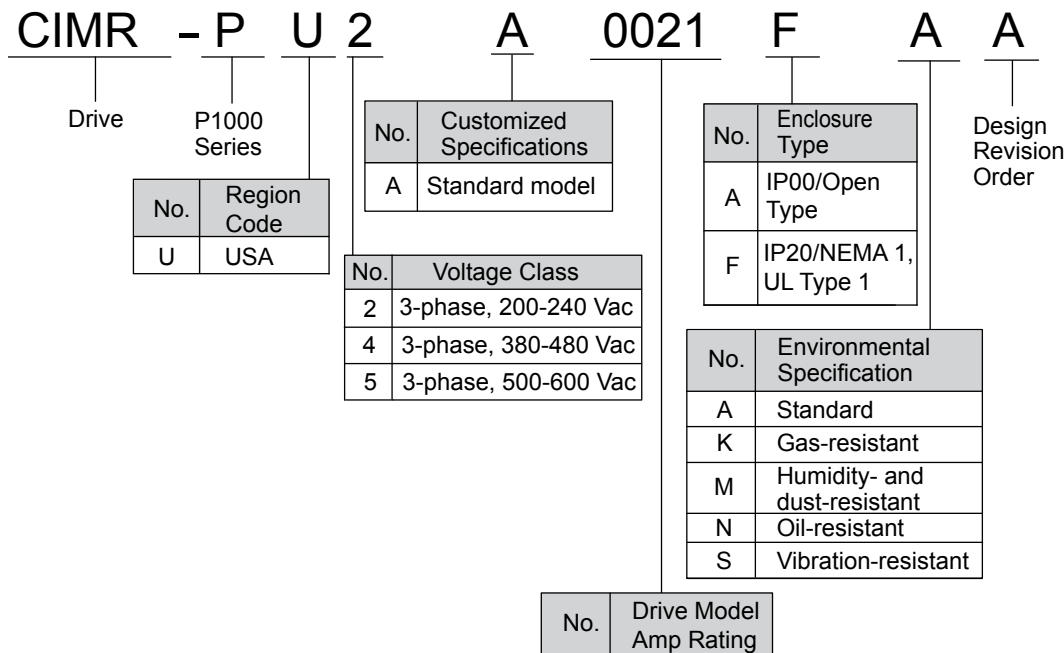 CIMR - P U 2 A 0021 F A A
Drive
P1000
Series
No. Region
Code
U USA
No. Voltage Class
2 3-phase, 200-240 Vac
4 3-phase, 380-480 Vac
5 3-phase, 500-600 Vac
No. Customized
Specifications
A Standard model
No. Drive Model
Amp Rating
No. Enclosure
Type
A IP00/Open
Type
F IP20/NEMA 1,
UL Type 1
No. Environmental
Specification
A Standard
K Gas-resistant
M Humidity- and
dust-resistant
N Oil-resistant
S Vibration-resistant
Design
Revision
Order